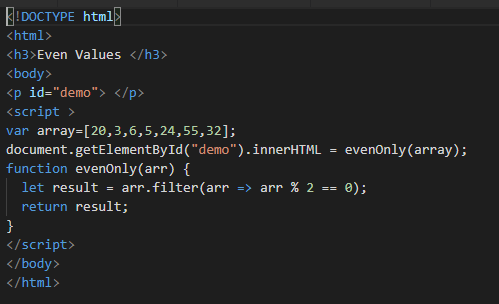 <!DOCTYPE html>
<html>
<h3>Even Values </h3>
<body>
<p id="demo"> </p>
<script >
var array=[20,3,6,5,24,55,32];
document.getElementById("demo").innerHTML = evenOnly(array);
function evenOnly(arr) {
  let result = arr.filter(arr => arr % 2 == 0);
  return result;
}
</script>
</body>
</html>